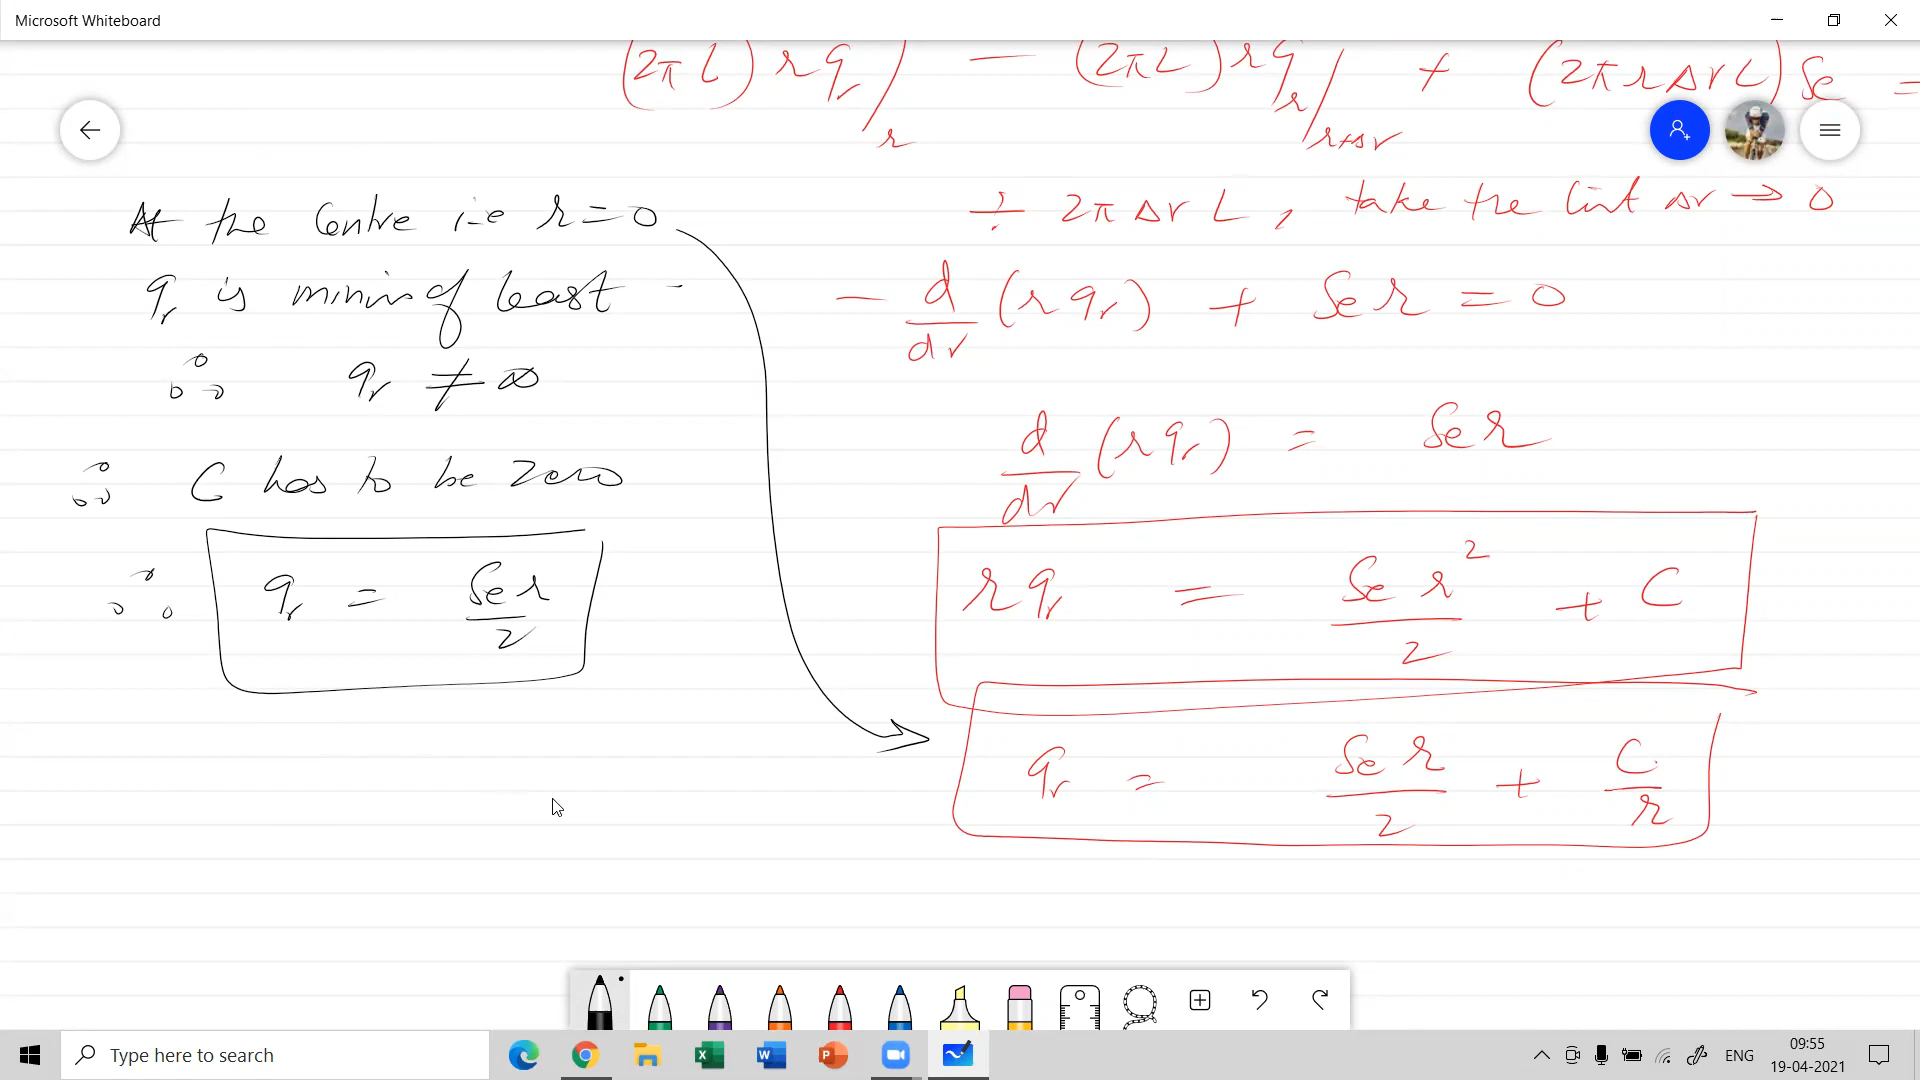 Microsoft Whiteboard
(2π L) r qr/r − (2πL) r qr/r+Δr + (2π r Δr L) Se =
÷ 2π Δr L, take the limit Δr → 0
− d/dr (r qr) + Se r = 0
d/dr (r qr) = Se r
r qr = Se r²/2 + C
qr = Se r/2 + C/r
At the Centre i-e r = 0
qr is least -
∴ qr ≠ ∞
∴ C has to be zero
∴ qr = Se r/2
Type here to search
ENG
09:55
19-04-2021